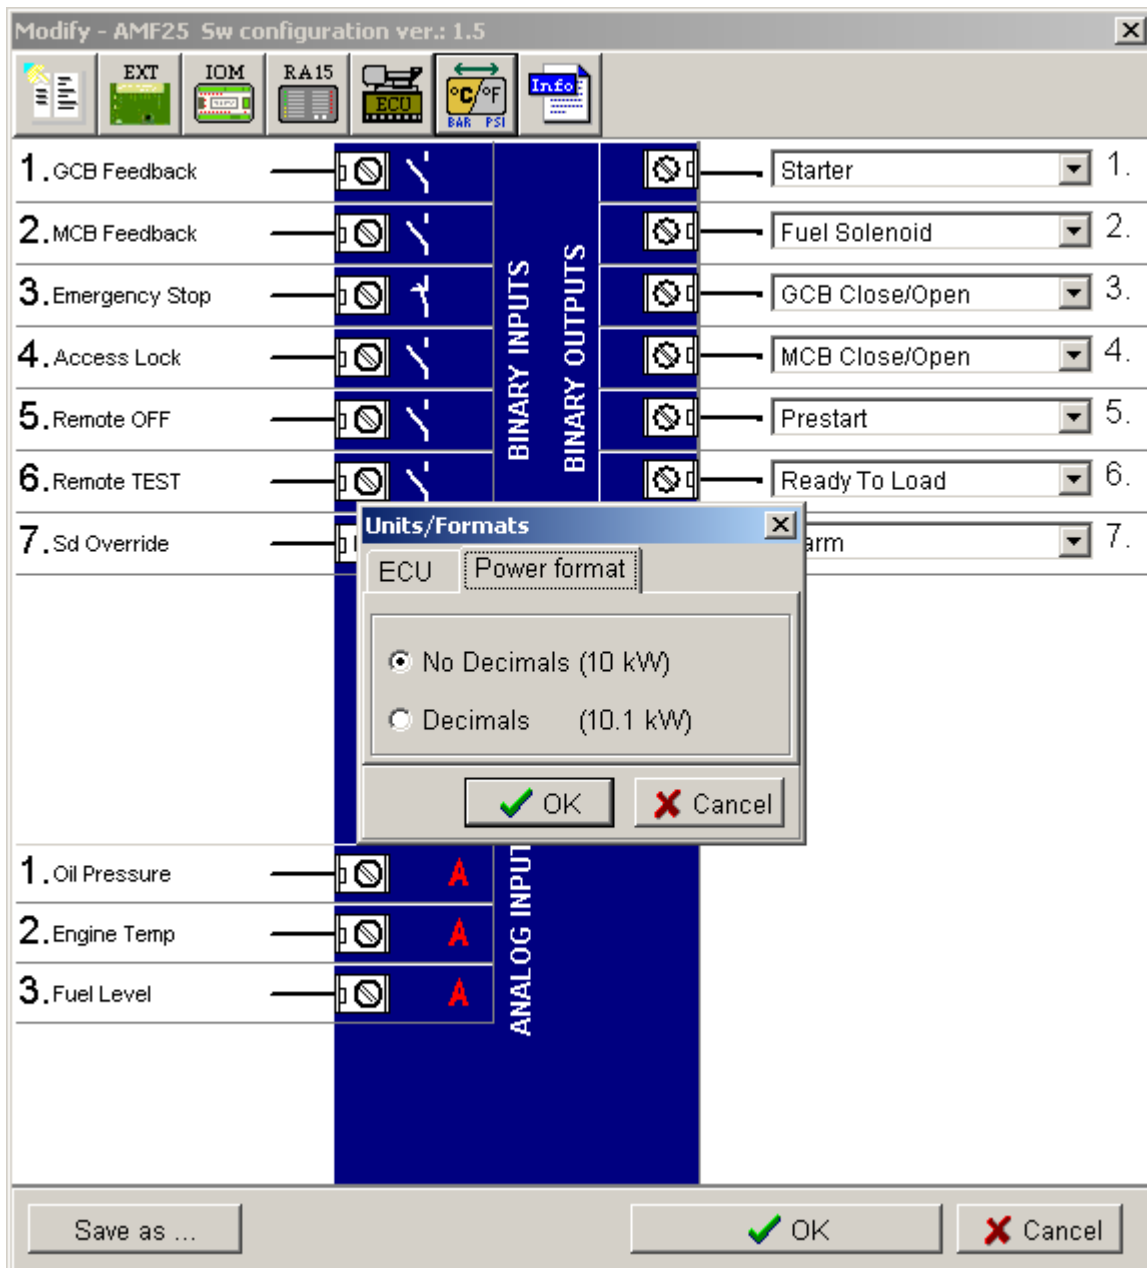 Modify - AMF25 Sw configuration ver.: 1.5
EXT IOM RA15 ECU °C/°F BAR PSI Info
1. GCB Feedback Starter 1.
2. MCB Feedback Fuel Solenoid 2.
3. Emergency Stop GCB Close/Open 3.
4. Access Lock MCB Close/Open 4.
5. Remote OFF Prestart 5.
6. Remote TEST Ready To Load 6.
7. Sd Override arm 7.
BINARY INPUTS
BINARY OUTPUTS
Units/Formats
ECU Power format
No Decimals (10 kW)
Decimals (10.1 kW)
OK Cancel
1. Oil Pressure A
2. Engine Temp A
3. Fuel Level A
ANALOG INPUT
Save as ... OK Cancel